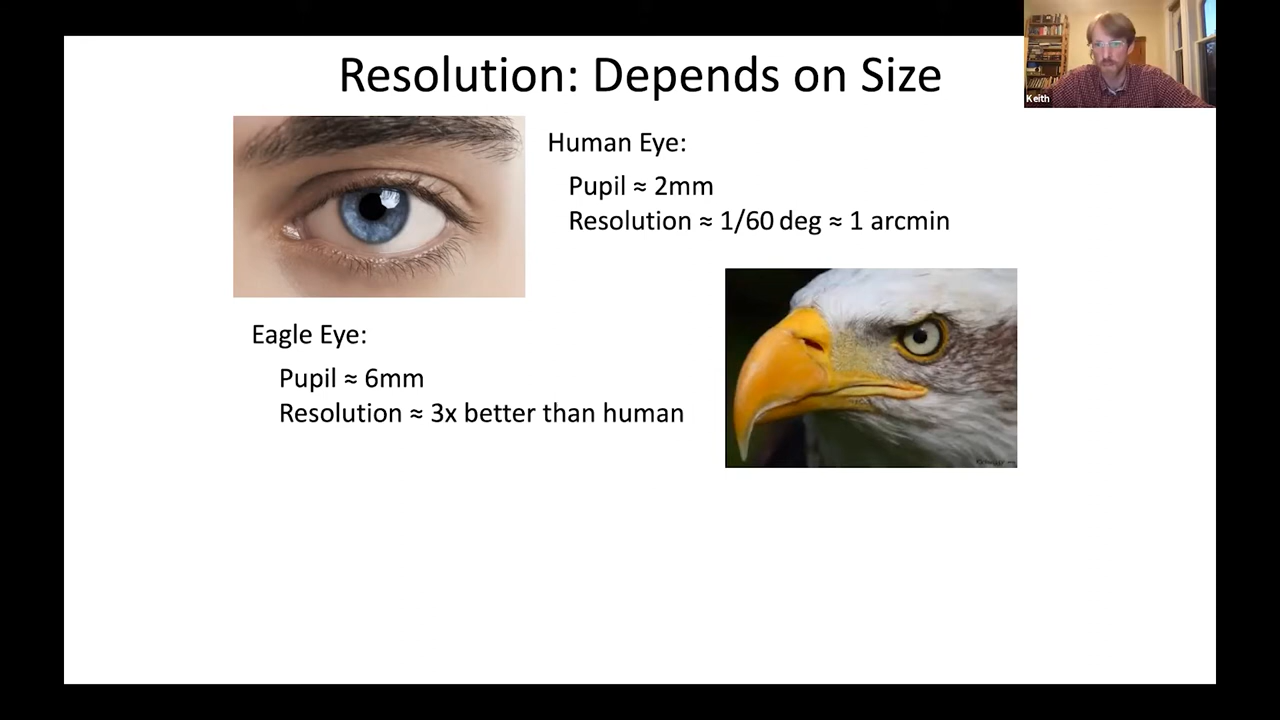 Resolution: Depends on Size
Keith
Human Eye:
Pupil ≈ 2mm
Resolution ≈ 1/60 deg ≈ 1 arcmin
Eagle Eye:
Pupil ≈ 6mm
Resolution ≈ 3x better than human